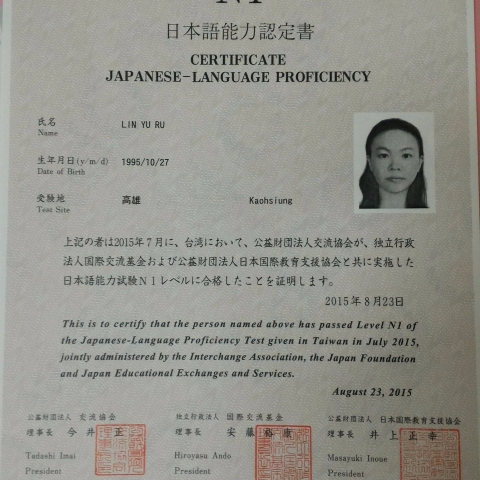 N1
日本語能力認定書
CERTIFICATE
JAPANESE-LANGUAGE PROFICIENCY
氏名 LIN YU RU
Name
生年月日(y/m/d) 1995/10/27
Date of Birth
受験地 高雄 Kaohsiung
Test Site
上記の者は2015年7月に、台湾において、公益財団法人交流協会が、独立行政
法人国際交流基金および公益財団法人日本国際教育支援協会と共に実施した
日本語能力試験N1レベルに合格したことを証明します。
2015年8月23日
This is to certify that the person named above has passed Level N1 of
the Japanese-Language Proficiency Test given in Taiwan in July 2015,
jointly administered by the Interchange Association, the Japan Foundation
and Japan Educational Exchanges and Services.
August 23, 2015
公益財団法人 交流協会 独立行政法人 国際交流基金 公益財団法人 日本国際教育支援協会
理事長 今井 正 理事長 安藤 裕康 理事長 井上正幸
Tadashi Imai Hiroyasu Ando Masayuki Inoue
President President President